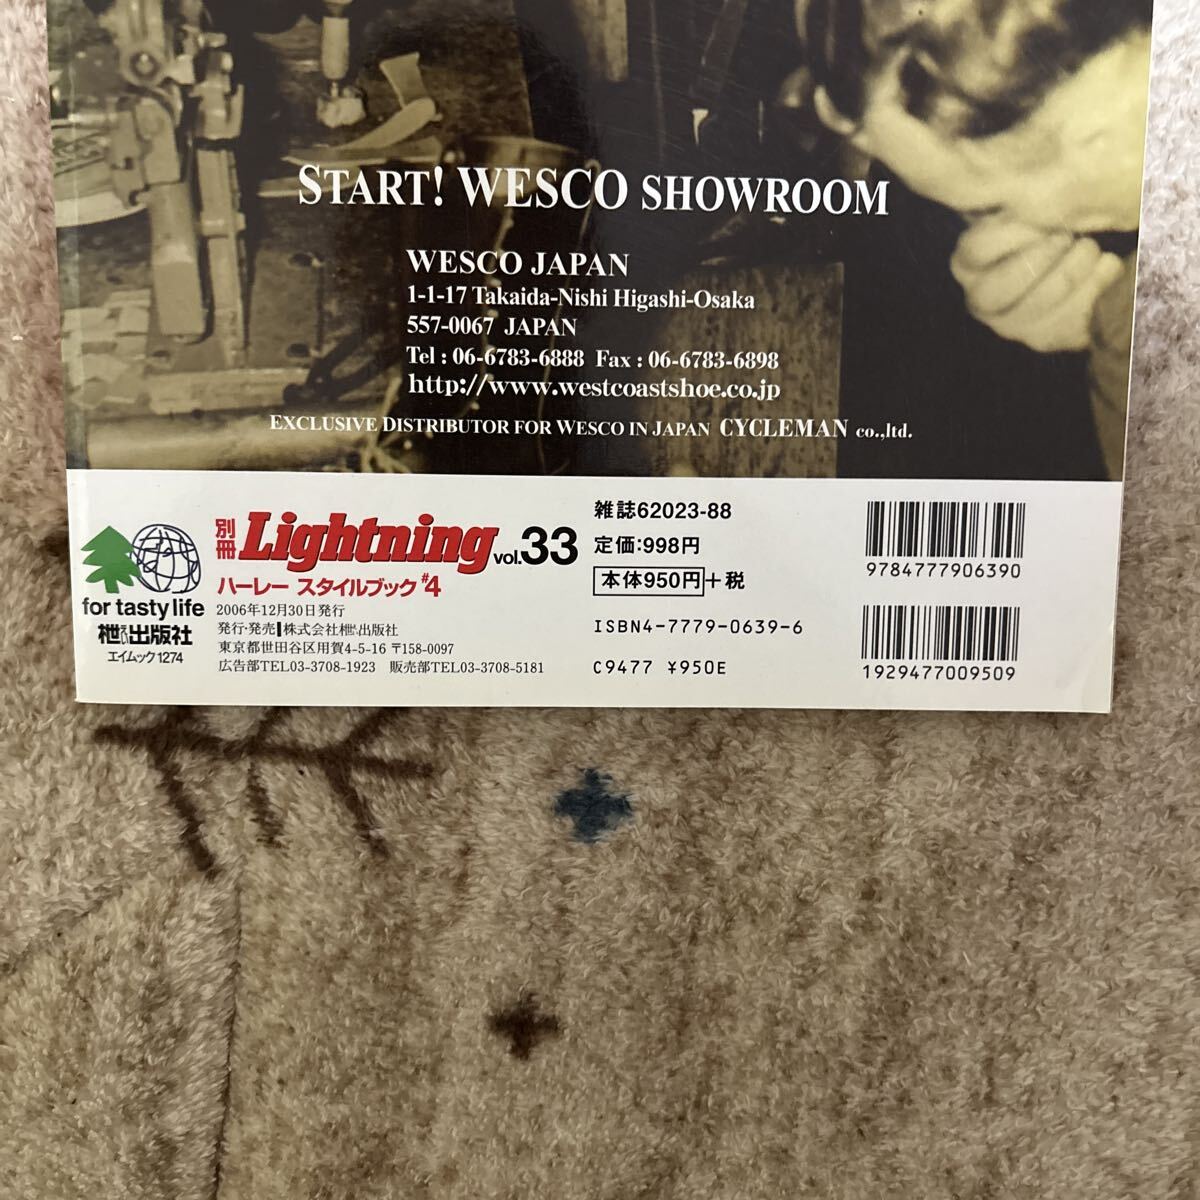 START! WESCO SHOWROOM
WESCO JAPAN
1-1-17 Takaida-Nishi Higashi-Osaka
557-0067 JAPAN
Tel : 06-6783-6888 Fax : 06-6783-6898
http://www.westcoastshoe.co.jp
EXCLUSIVE DISTRIBUTOR FOR WESCO IN JAPAN CYCLEMAN co.,ltd.
for tasty life
枻出版社
エイムック 1274
別冊 Lightning vol.33
ハーレー スタイルブック #4
2006年12月30日発行
発行・発売 株式会社枻出版社
東京都世田谷区用賀4-5-16 〒158-0097
広告部TEL03-3708-1923 販売部TEL03-3708-5181
雑誌62023-88
定価:998円
本体950円+税
ISBN4-7779-0639-6
C9477 ¥950E
9784777906390
1929477009509